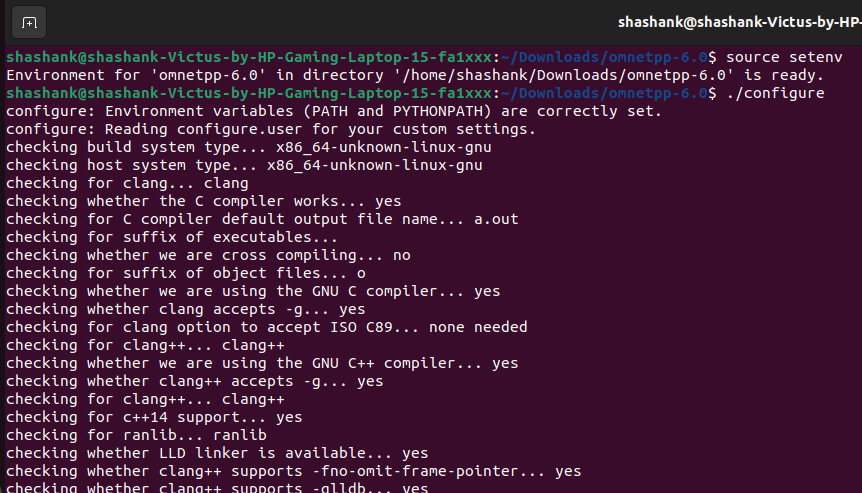 shashank@shashank-Victus-by-HP-
shashank@shashank-Victus-by-HP-Gaming-Laptop-15-fa1xxx:~/Downloads/omnetpp-6.0$ source setenv
Environment for 'omnetpp-6.0' in directory '/home/shashank/Downloads/omnetpp-6.0' is ready.
shashank@shashank-Victus-by-HP-Gaming-Laptop-15-fa1xxx:~/Downloads/omnetpp-6.0$ ./configure
configure: Environment variables (PATH and PYTHONPATH) are correctly set.
configure: Reading configure.user for your custom settings.
checking build system type... x86_64-unknown-linux-gnu
checking host system type... x86_64-unknown-linux-gnu
checking for clang... clang
checking whether the C compiler works... yes
checking for C compiler default output file name... a.out
checking for suffix of executables...
checking whether we are cross compiling... no
checking for suffix of object files... o
checking whether we are using the GNU C compiler... yes
checking whether clang accepts -g... yes
checking for clang option to accept ISO C89... none needed
checking for clang++... clang++
checking whether we are using the GNU C++ compiler... yes
checking whether clang++ accepts -g... yes
checking for clang++... clang++
checking for c++14 support... yes
checking for ranlib... ranlib
checking whether LLD linker is available... yes
checking whether clang++ supports -fno-omit-frame-pointer... yes
checking whether clang++ supports -glldb... yes